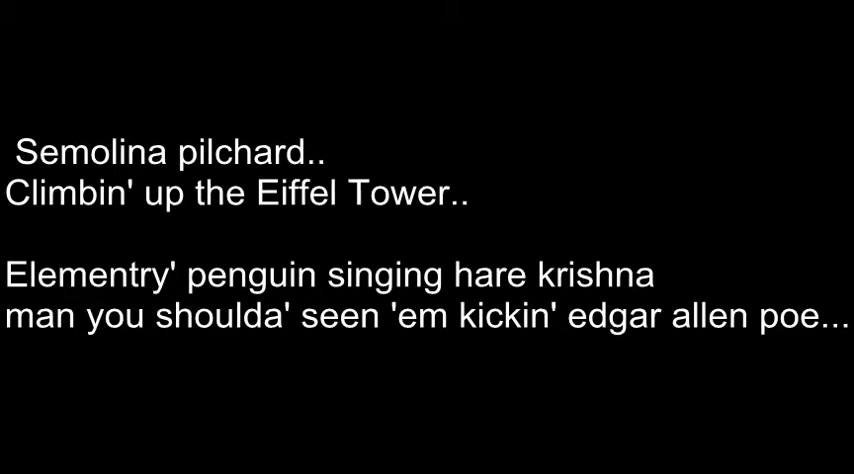 Semolina pilchard..
Climbin' up the Eiffel Tower..
Elementry' penguin singing hare krishna
man you shoulda' seen 'em kickin' edgar allen poe...